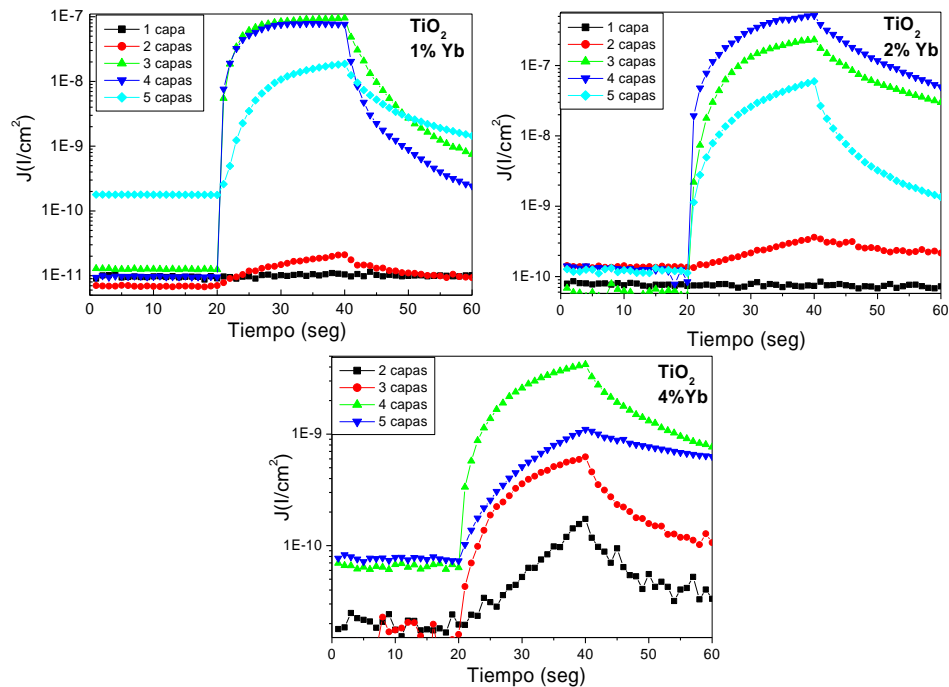 1 capa
2 capas
3 capas
4 capas
5 capas
TiO2
1% Yb
1E-7
1E-8
1E-9
1E-10
1E-11
J(I/cm2)
0 10 20 30 40 50 60
Tiempo (seg)
1 capa
2 capas
3 capas
4 capas
5 capas
TiO2
2% Yb
1E-7
1E-8
1E-9
1E-10
J(I/cm2)
0 10 20 30 40 50 60
Tiempo (seg)
2 capas
3 capas
4 capas
5 capas
TiO2
4%Yb
1E-9
1E-10
J(I/cm2)
0 10 20 30 40 50 60
Tiempo (seg)